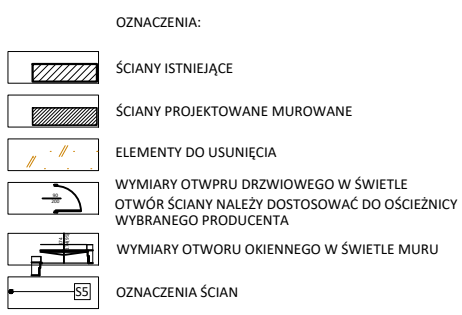 OZNACZENIA:
ŚCIANY ISTNIEJĄCE
ŚCIANY PROJEKTOWANE MUROWANE
ELEMENTY DO USUNIĘCIA
WYMIARY OTWPRU DRZWIOWEGO W ŚWIETLE
OTWÓR ŚCIANY NALEŻY DOSTOSOWAĆ DO OŚCIEŻNICY
WYBRANEGO PRODUCENTA
WYMIARY OTWORU OKIENNEGO W ŚWIETLE MURU
S5 OZNACZENIA ŚCIAN